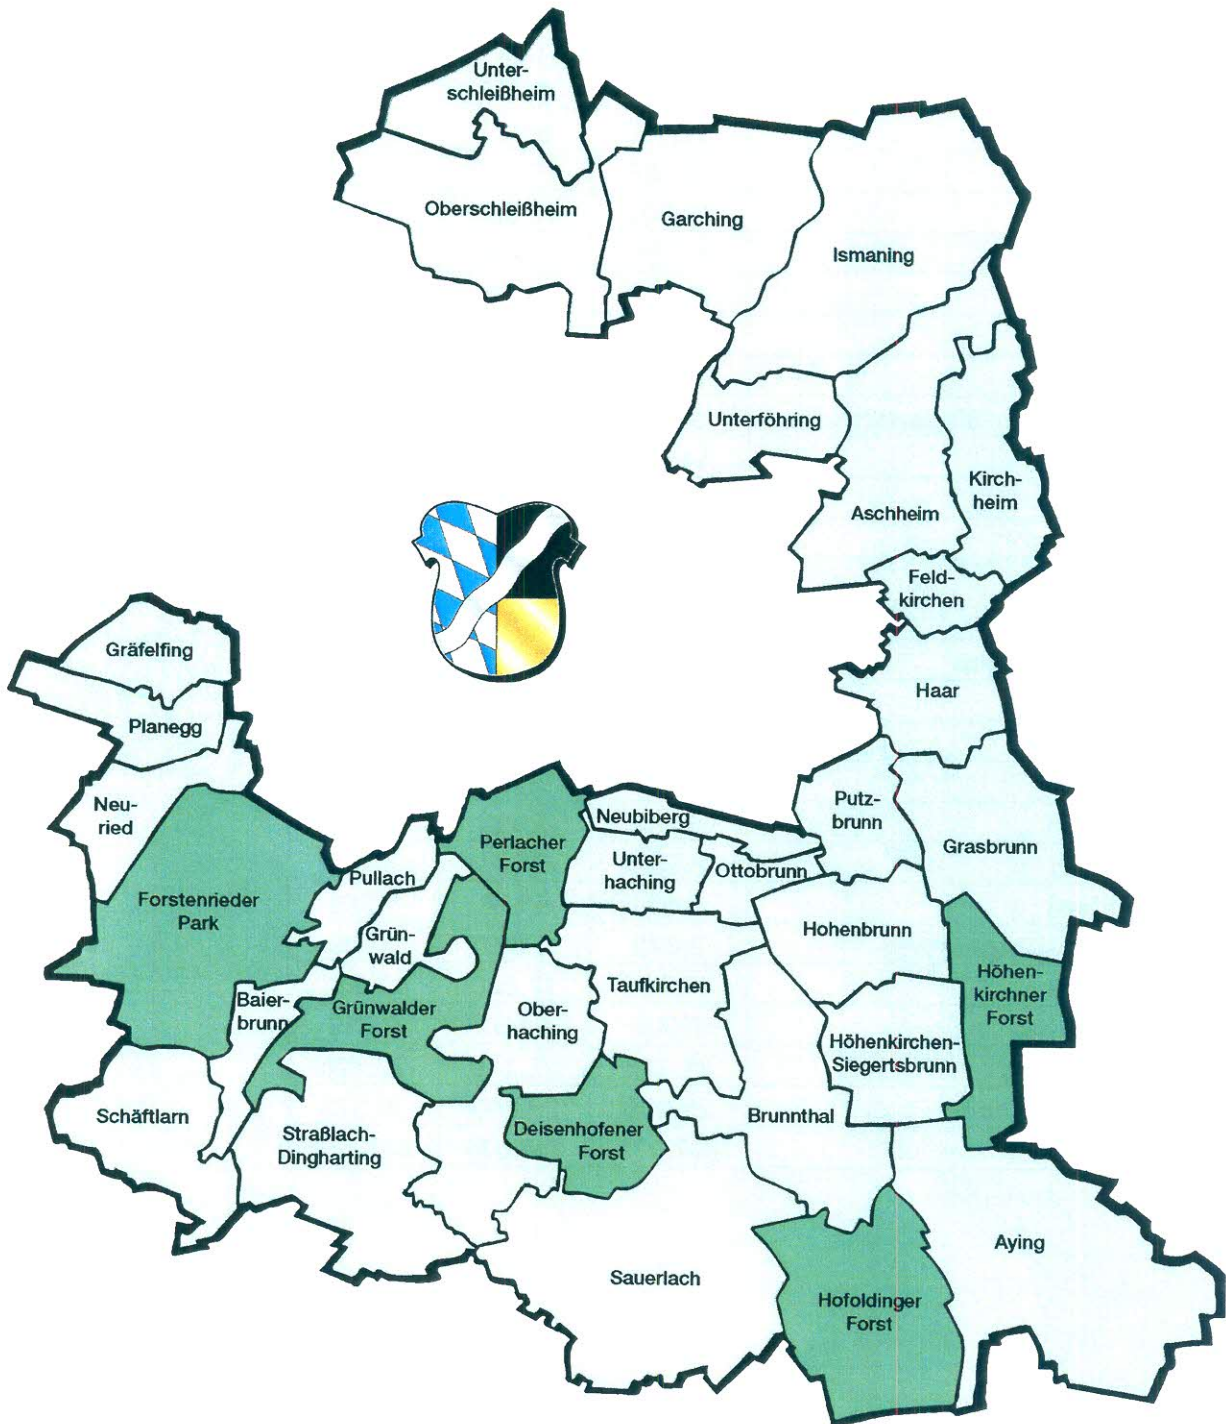 Unter-
schleißheim
Oberschleißheim
Garching
Ismaning
Unterföhring
Kirch-
heim
Aschheim
Feld-
kirchen
Gräfelfing
Haar
Planegg
Neu-
ried
Putz-
brunn
Neubiberg
Perlacher
Forst
Grasbrunn
Unter-
haching
Ottobrunn
Pullach
Forstenrieder
Park
Grün-
wald
Hohenbrunn
Höhen-
kirchner
Forst
Taufkirchen
Baier-
brunn
Grünwalder
Forst
Ober-
haching
Höhenkirchen-
Siegertsbrunn
Schäftlarn
Brunnthal
Straßlach-
Dingharting
Deisenhofener
Forst
Aying
Sauerlach
Hofoldinger
Forst